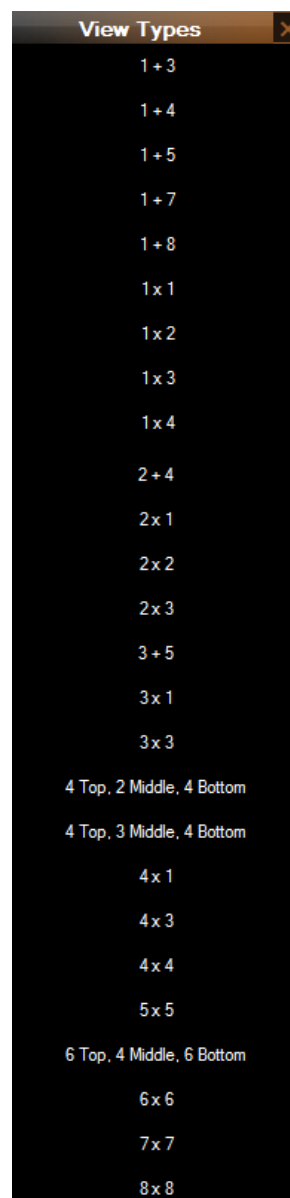 View Types
1 + 3
1 + 4
1 + 5
1 + 7
1 + 8
1 x 1
1 x 2
1 x 3
1 x 4
2 + 4
2 x 1
2 x 2
2 x 3
3 + 5
3 x 1
3 x 3
4 Top, 2 Middle, 4 Bottom
4 Top, 3 Middle, 4 Bottom
4 x 1
4 x 3
4 x 4
5 x 5
6 Top, 4 Middle, 6 Bottom
6 x 6
7 x 7
8 x 8